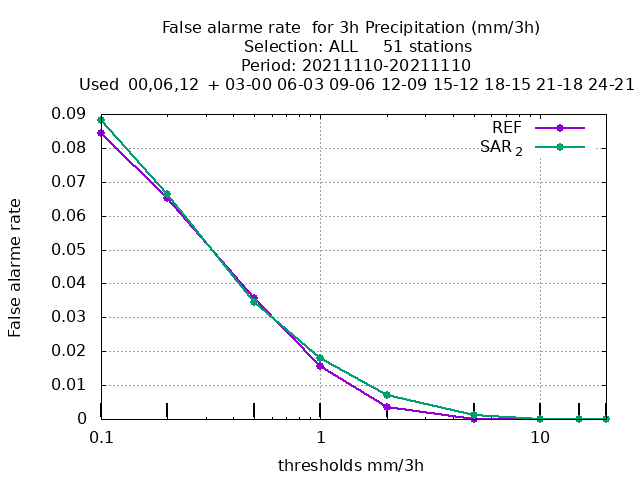 False alarme rate  for 3h Precipitation (mm/3h)
Selection: ALL     51 stations
Period: 20211110-20211110
Used  00,06,12  + 03-00 06-03 09-06 12-09 15-12 18-15 21-18 24-21
0.09
0.08
0.07
0.06
0.05
0.04
0.03
0.02
0.01
0
False alarme rate
REF
SAR 2
0.1
1
10
thresholds mm/3h